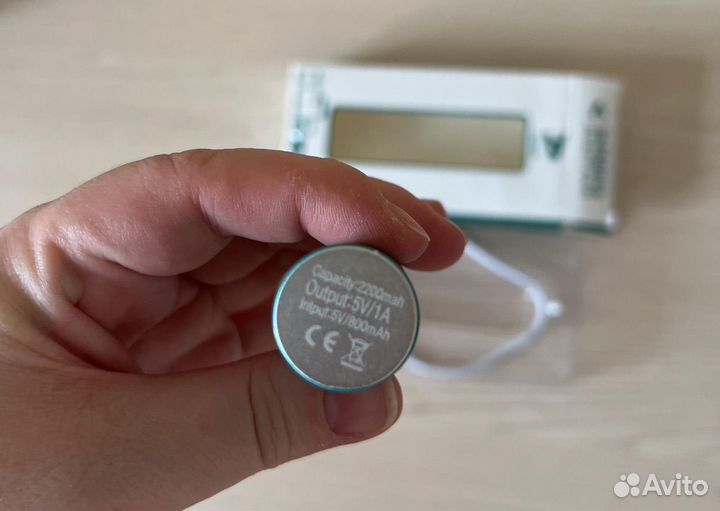 Capacity:2200mah
Output:5V/1A
Intput:5V/800mAh
CE
Avito